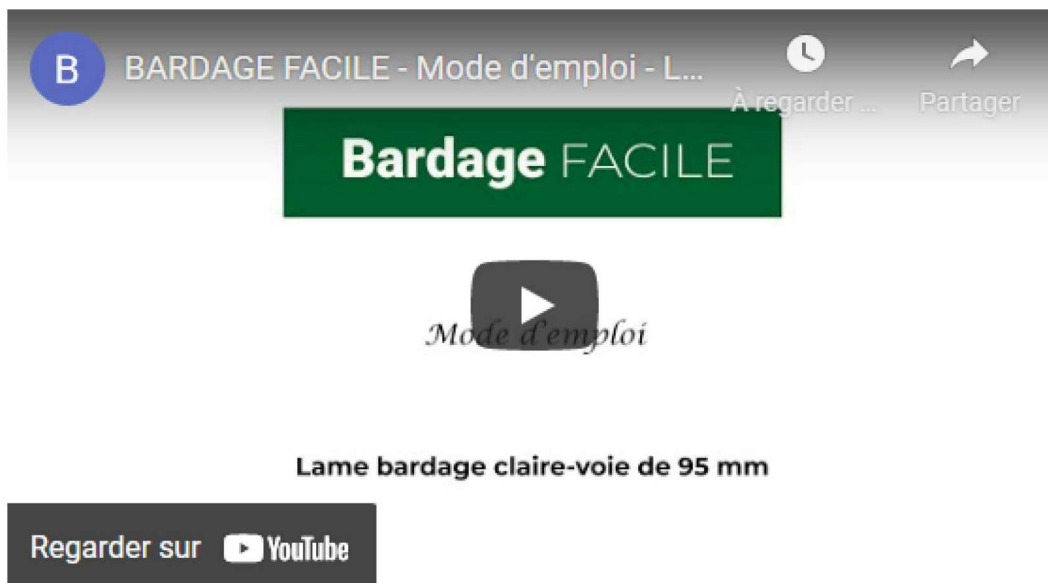 B
BARDAGE FACILE - Mode d'emploi - L...
À regarder ...
Partager
Bardage FACILE
Mode d'emploi
Lame bardage claire-voie de 95 mm
Regarder sur YouTube